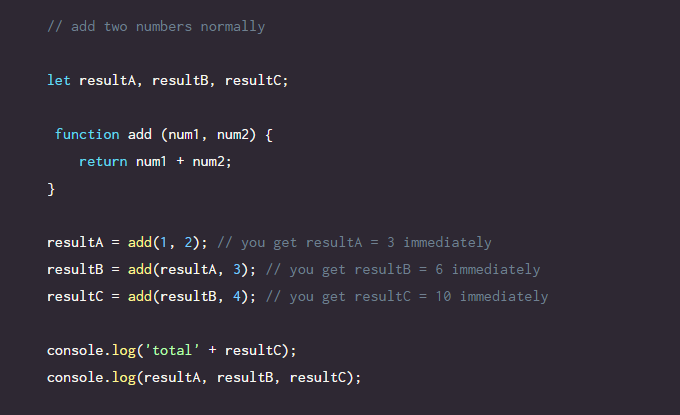 // add two numbers normally
let resultA, resultB, resultC;
function add (num1, num2) {
return num1 + num2;
}
resultA = add(1, 2); // you get resultA = 3 immediately
resultB = add(resultA, 3); // you get resultB = 6 immediately
resultC = add(resultB, 4); // you get resultC = 10 immediately
console.log('total' + resultC);
console.log(resultA, resultB, resultC);